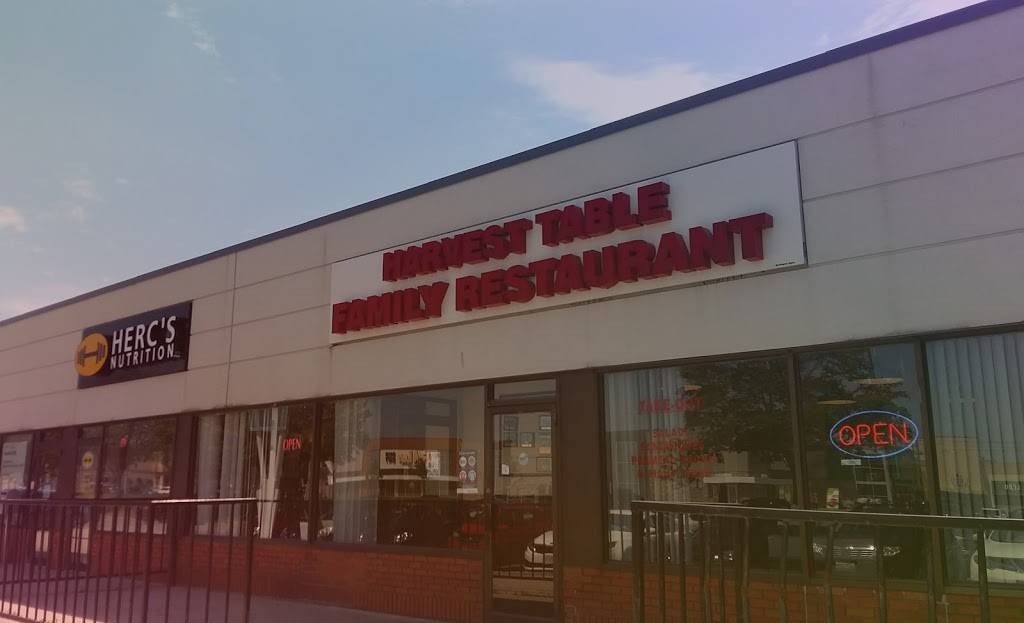 HARVEST TABLE
FAMILY RESTAURANT
HERC'S
NUTRITION
OPEN
TAKE-OUT
OPEN